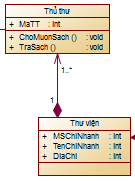 Thủ thư
+ MaTT : int
+ ChoMuonSach () : void
+ TraSach () : void
1..*
1
Thư viện
+ MSChiNhanh : int
+ TenChiNhanh : int
+ DiaChi : int